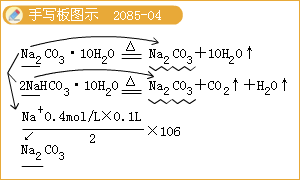 手写板图示 2085-04
Na₂CO₃·10H₂O ≜ Na₂CO₃+10H₂O↑
2NaHCO₃·10H₂O ≜ Na₂CO₃+CO₂↑+H₂O↑
Na⁺0.4mol/L×0.1L
2
×106
Na₂CO₃